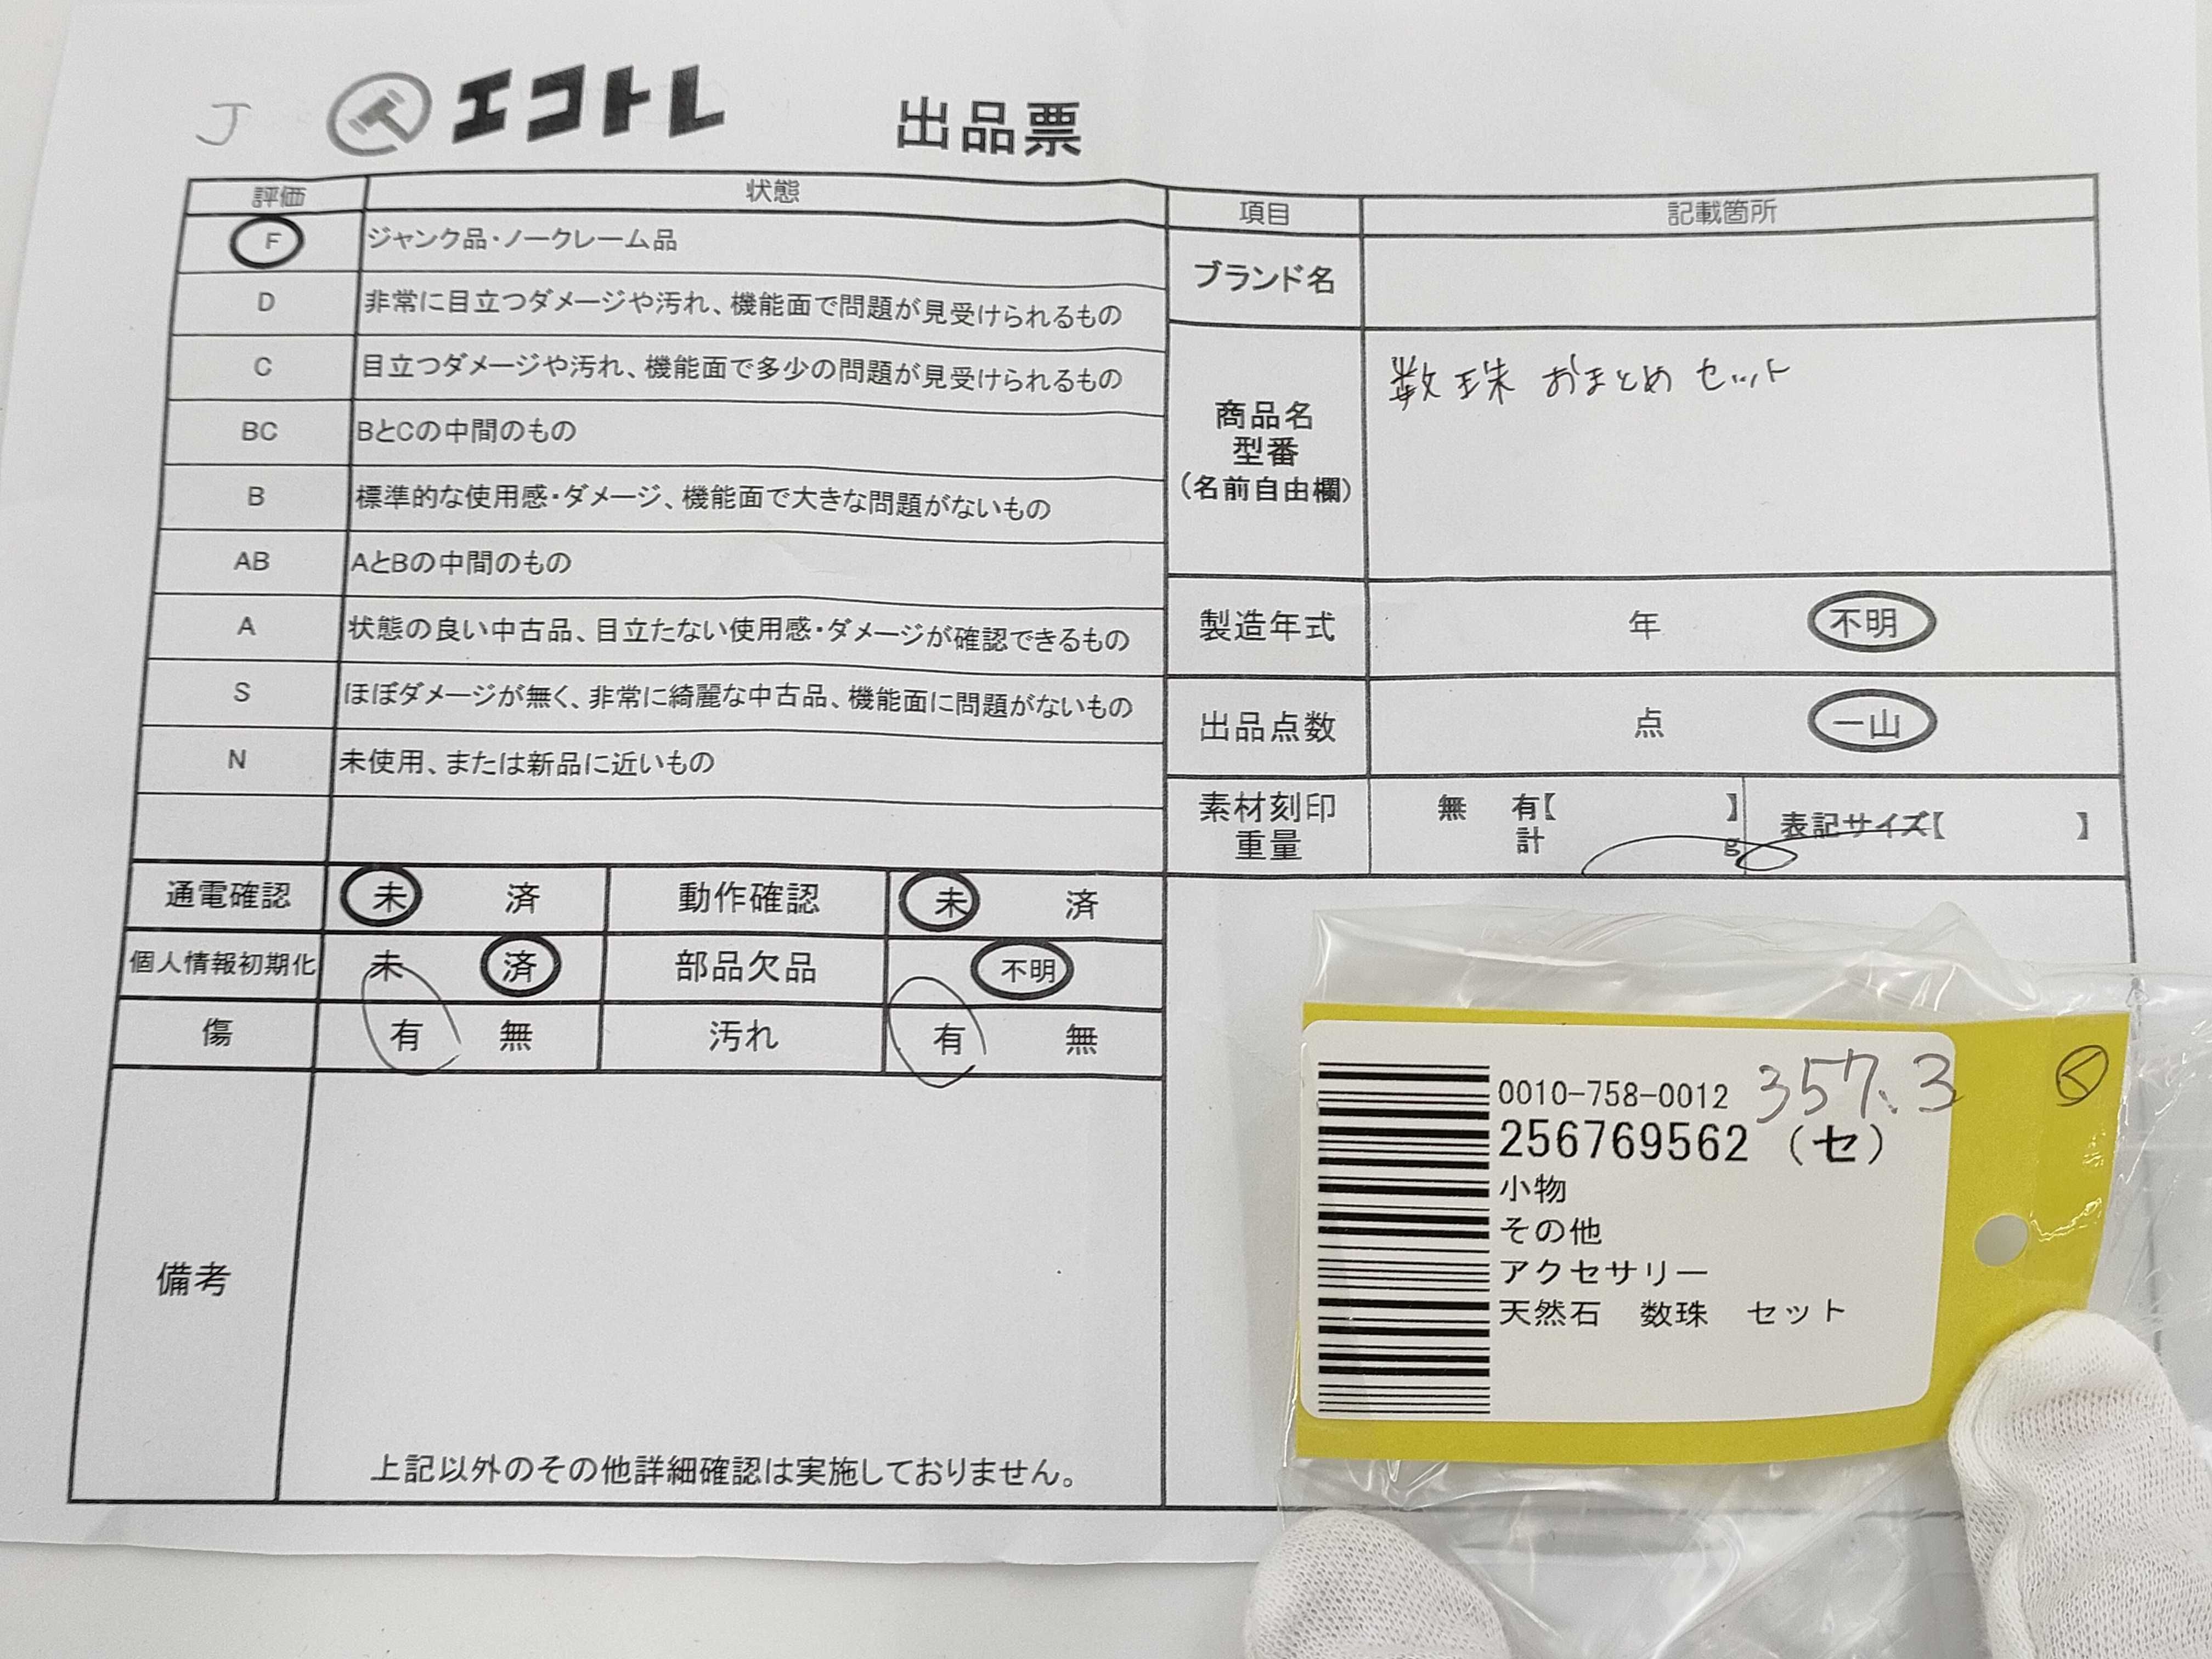 J
エコトレ 出品票
評価 状態
F ジャンク品・ノークレーム品
D 非常に目立つダメージや汚れ、機能面で問題が見受けられるもの
C 目立つダメージや汚れ、機能面で多少の問題が見受けられるもの
BC BとCの中間のもの
B 標準的な使用感・ダメージ、機能面で大きな問題がないもの
AB AとBの中間のもの
A 状態の良い中古品、目立たない使用感・ダメージが確認できるもの
S ほぼダメージが無く、非常に綺麗な中古品、機能面に問題がないもの
N 未使用、または新品に近いもの
通電確認 未 済 動作確認 未 済
個人情報初期化 未 済 部品欠品 不明
傷 有 無 汚れ 有 無
備考
上記以外のその他詳細確認は実施しておりません。
項目 記載箇所
ブランド名
商品名
型番
(名前自由欄)
数珠 おまとめ セット
製造年式 年 不明
出品点数 点 一山
素材刻印
重量
無 有【 】
計 g
表記サイズ【 】
0010-758-0012 357.3
256769562 (セ)
小物
その他
アクセサリー
天然石 数珠 セット